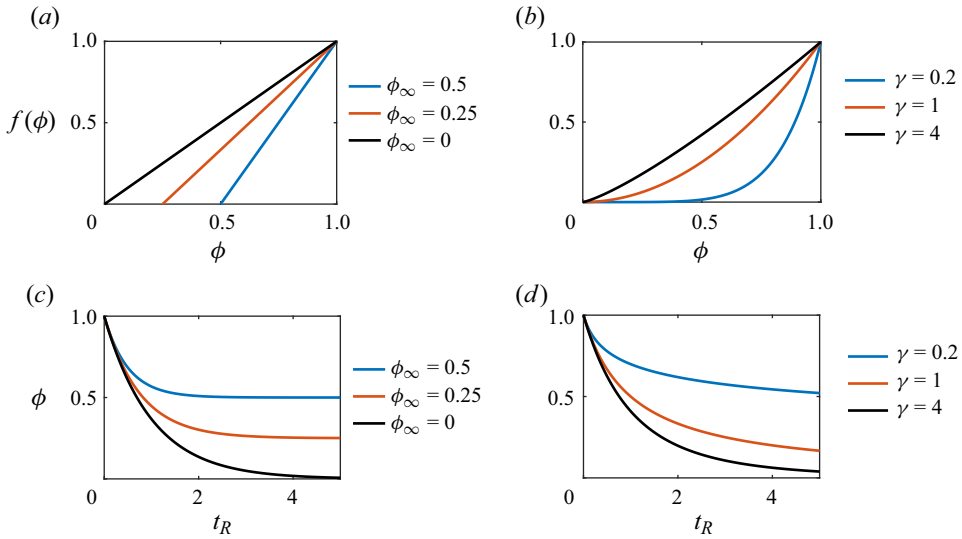 (a)
1.0
f(ϕ)
0.5
0
0.5
1.0
ϕ
ϕ∞ = 0.5
ϕ∞ = 0.25
ϕ∞ = 0
(b)
1.0
0.5
0
0.5
1.0
ϕ
γ = 0.2
γ = 1
γ = 4
(c)
1.0
ϕ
0.5
0
2
4
t_R
ϕ∞ = 0.5
ϕ∞ = 0.25
ϕ∞ = 0
(d)
1.0
0.5
0
2
4
t_R
γ = 0.2
γ = 1
γ = 4